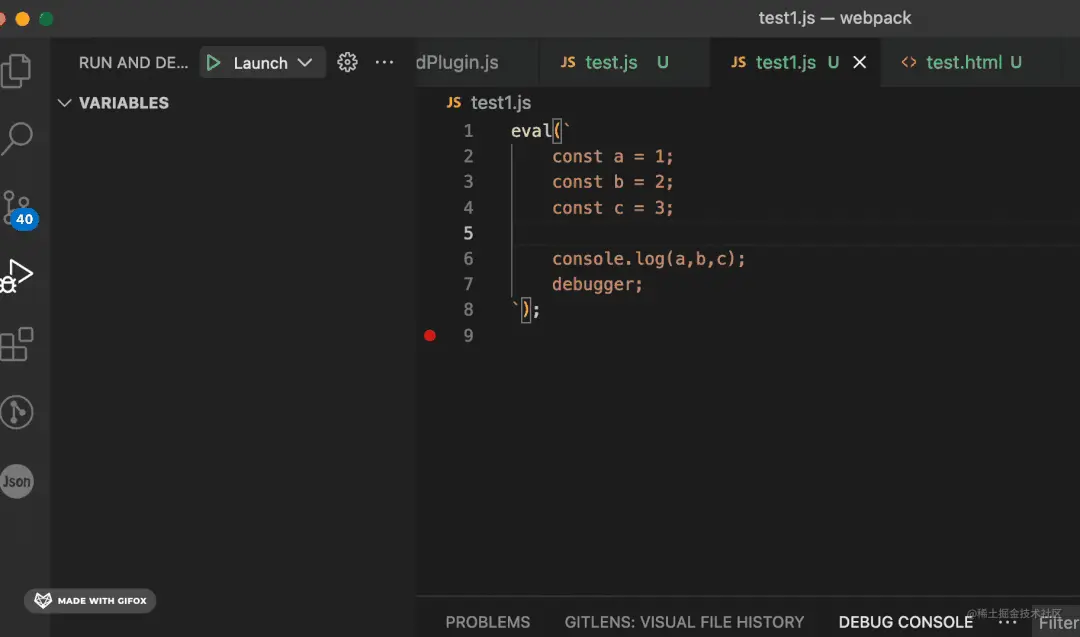 test1.js — webpack
RUN AND DE... Launch ···
dPlugin.js JS test.js U JS test1.js U <> test.html U
VARIABLES
JS test1.js
1 eval(`
2 const a = 1;
3 const b = 2;
4 const c = 3;
5
6 console.log(a,b,c);
7 debugger;
8 `);
9
40
Json
MADE WITH GIFOX
PROBLEMS GITLENS: VISUAL FILE HISTORY DEBUG CONSOLE ··· Filter
@稀土掘金技术社区